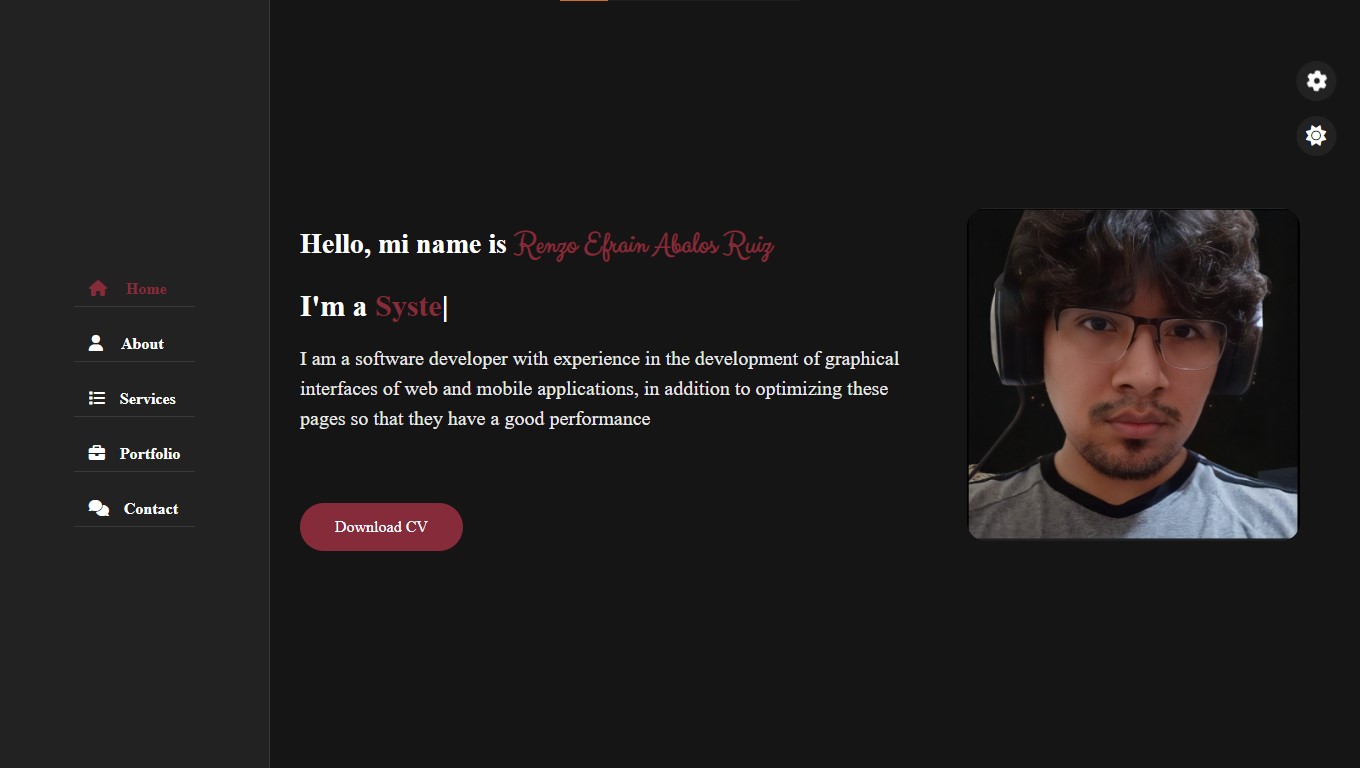 Home
About
Services
Portfolio
Contact
Hello, mi name is Renzo Efrain Abalos Ruiz
I'm a Syste|
I am a software developer with experience in the development of graphical
interfaces of web and mobile applications, in addition to optimizing these
pages so that they have a good performance
Download CV